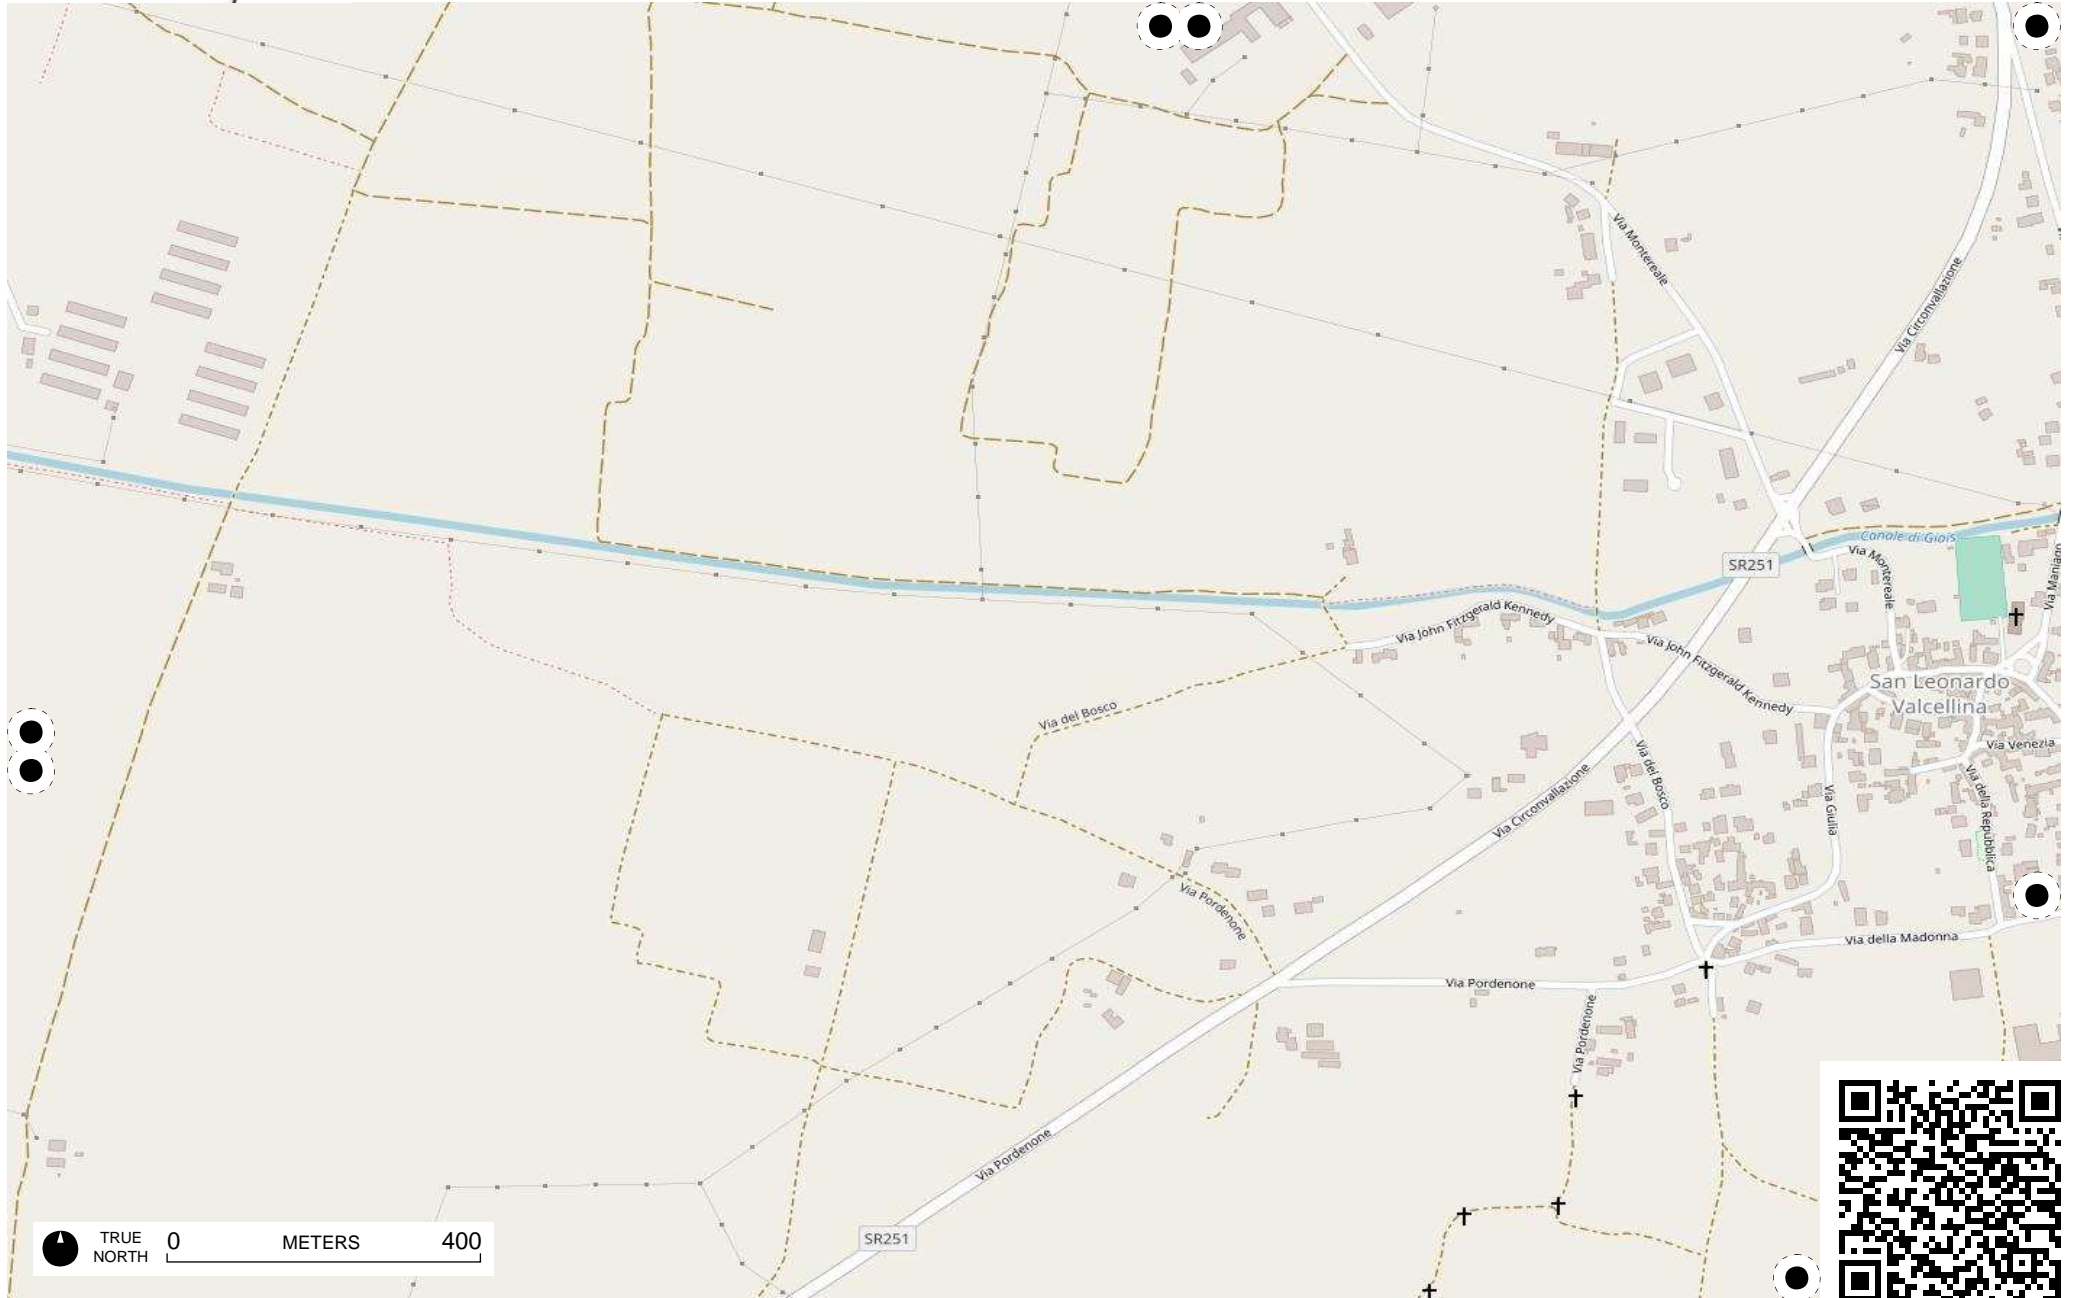 Via Montereale
Via Circonvallazione
Canale di Giais
SR251
Via Montereale
Via Maniago
Via John Fitzgerald Kennedy
Via John Fitzgerald Kennedy
San Leonardo
Valcellina
Via del Bosco
Via Venezia
Via del Bosco
Via Circonvallazione
Via Giulia
Via della Repubblica
Via Pordenone
Via della Madonna
Via Pordenone
Via Pordenone
Via Pordenone
SR251
TRUE
NORTH
0 METERS 400